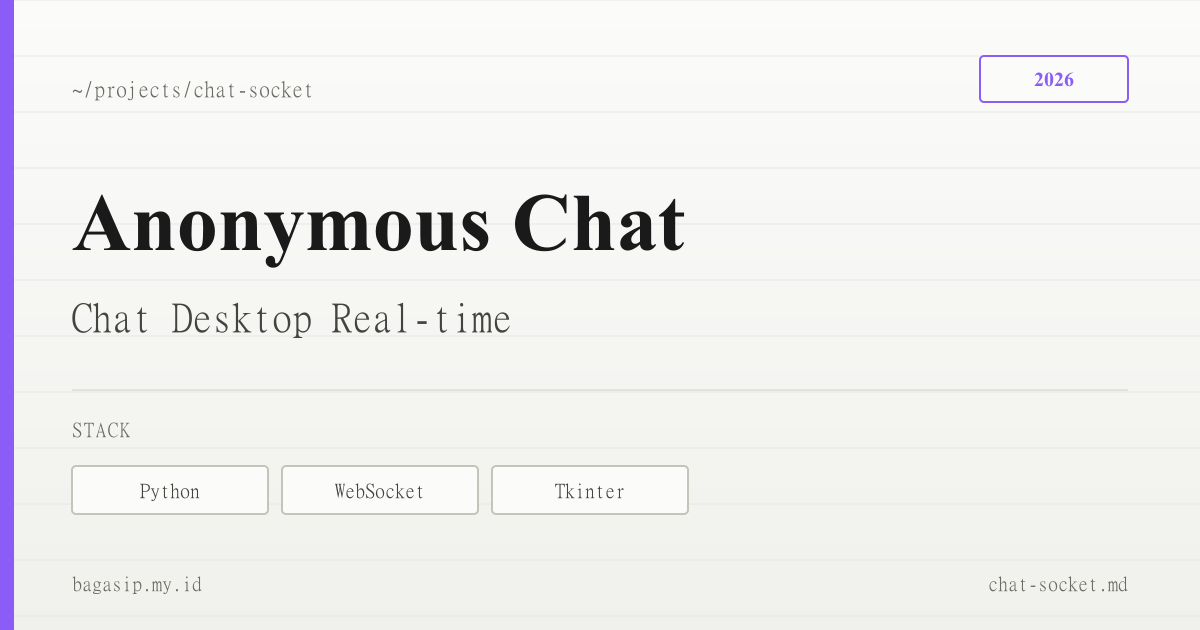 ~/projects/chat-socket
2026
Anonymous Chat
Chat Desktop Real-time
STACK
Python
WebSocket
Tkinter
bagasip.my.id
chat-socket.md